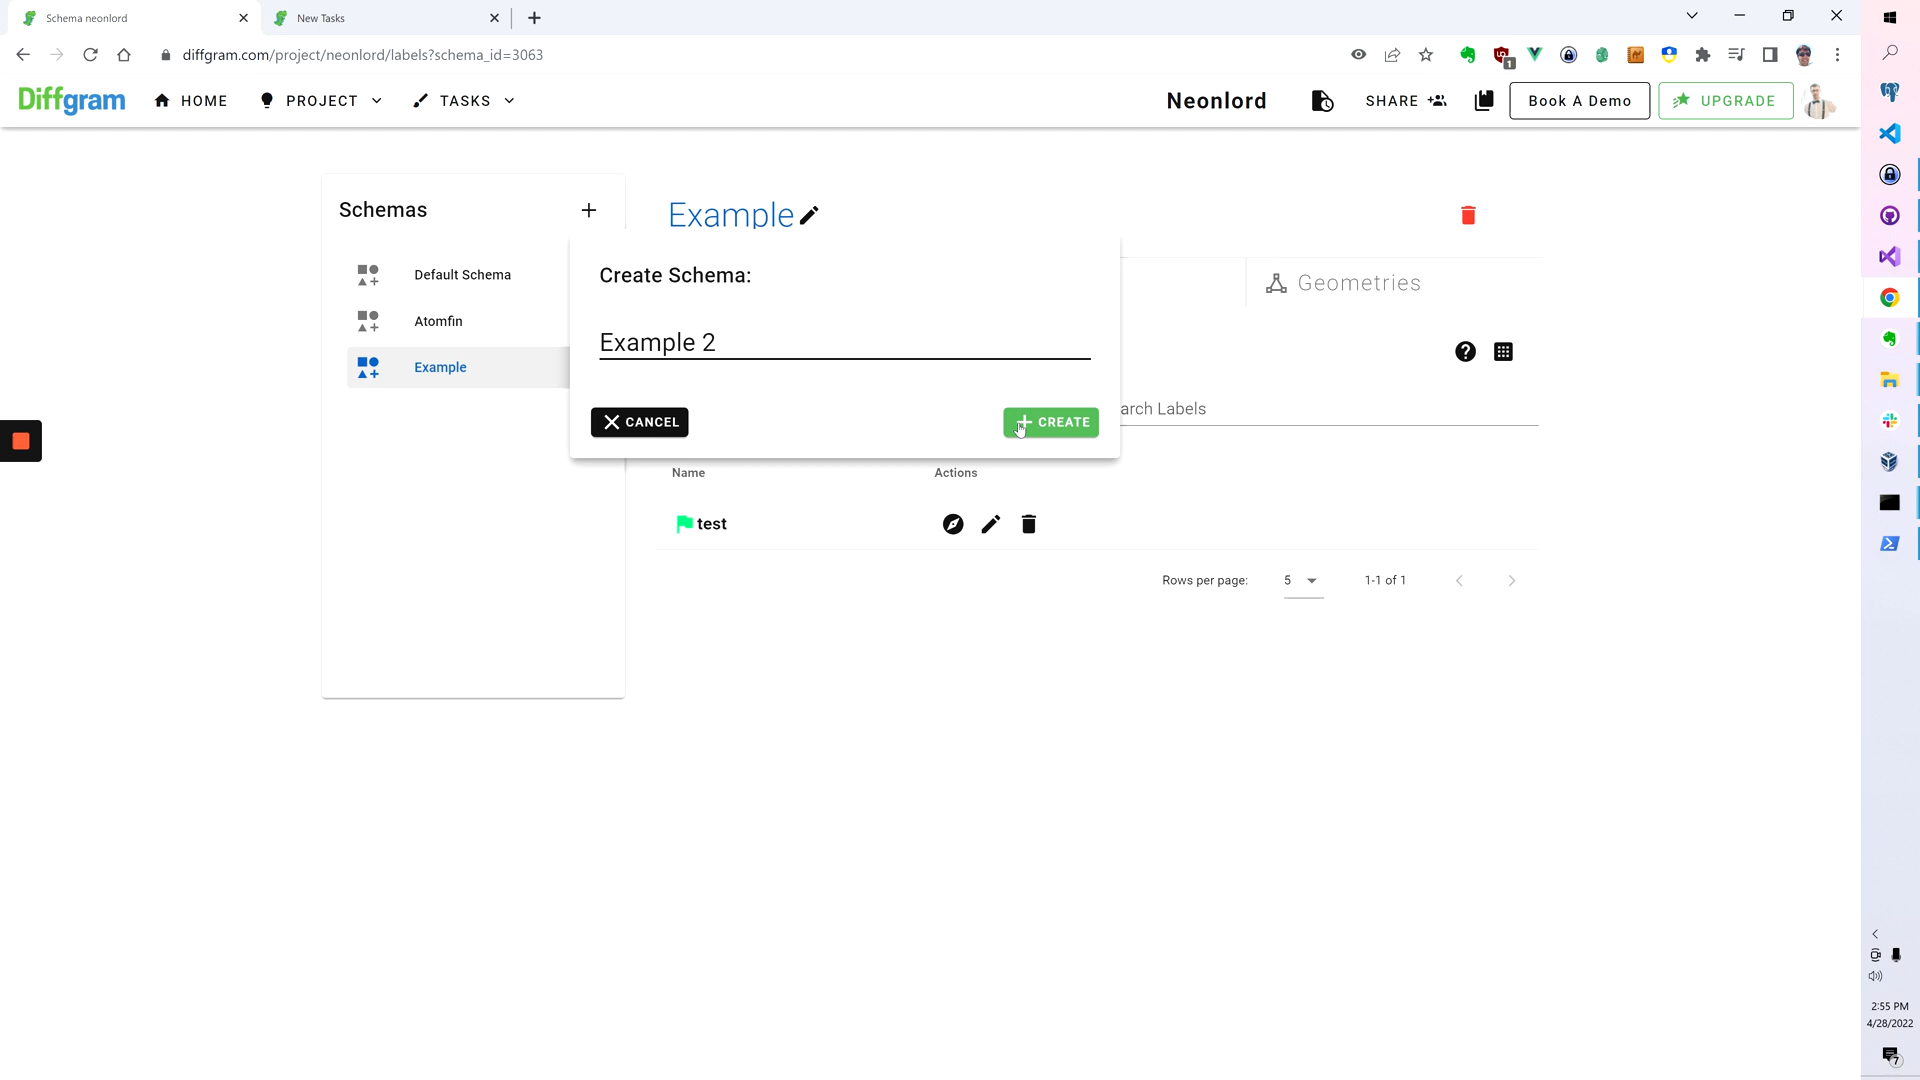 Schema neonlord
New Tasks
diffgram.com/project/neonlord/labels?schema_id=3063
1
Diffgram
HOME
PROJECT
TASKS
Neonlord
SHARE
Book A Demo
UPGRADE
Schemas
Default Schema
Atomfin
Example
Example
Geometries
Create Schema:
Example 2
CANCEL
CREATE
arch Labels
Name
Actions
test
Rows per page:
5
1-1 of 1
2:55 PM
4/28/2022
7